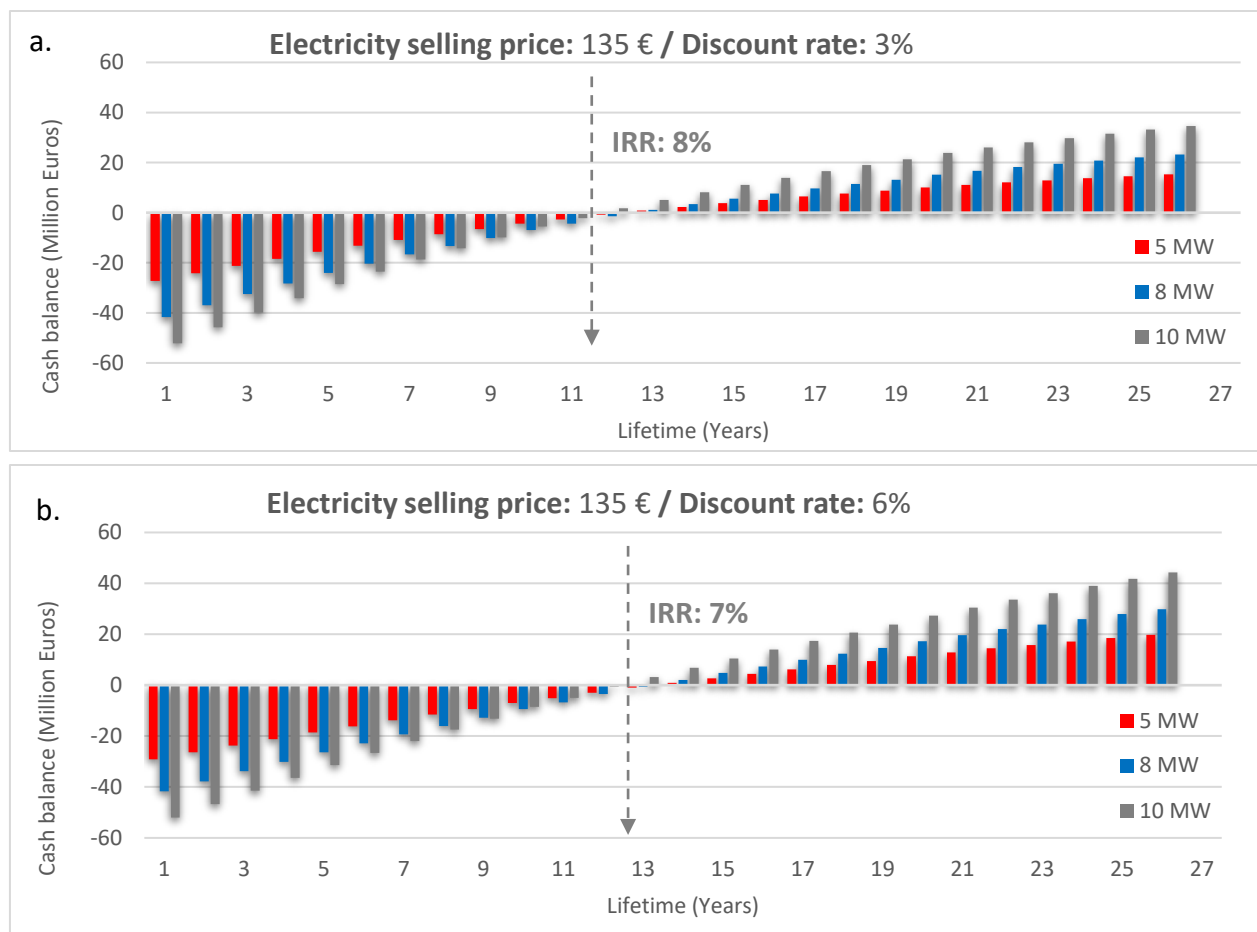 a.
Electricity selling price: 135 € / Discount rate: 3%
Cash balance (Million Euros)
60
40
20
0
-20
-40
-60
IRR: 8%
5 MW
8 MW
10 MW
1 3 5 7 9 11 13 15 17 19 21 23 25 27
Lifetime (Years)
b.
Electricity selling price: 135 € / Discount rate: 6%
Cash balance (Million Euros)
60
40
20
0
-20
-40
-60
IRR: 7%
5 MW
8 MW
10 MW
1 3 5 7 9 11 13 15 17 19 21 23 25 27
Lifetime (Years)